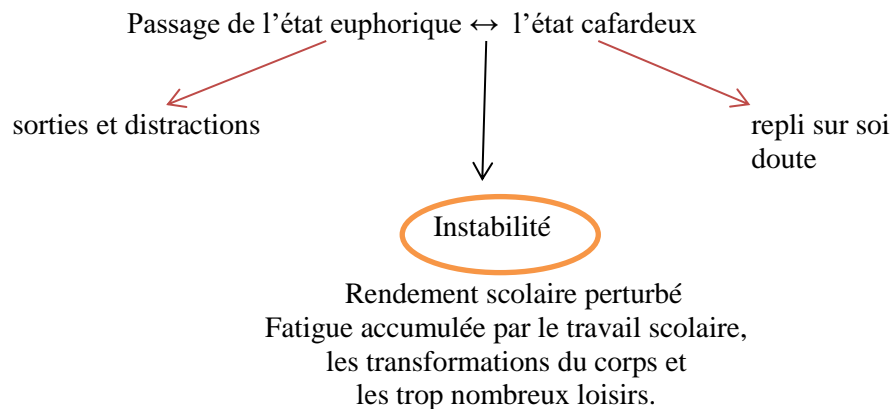 Passage de l’état euphorique ↔ l’état cafardeux
sorties et distractions
repli sur soi
doute
Instabilité
Rendement scolaire perturbé
Fatigue accumulée par le travail scolaire,
les transformations du corps et
les trop nombreux loisirs.